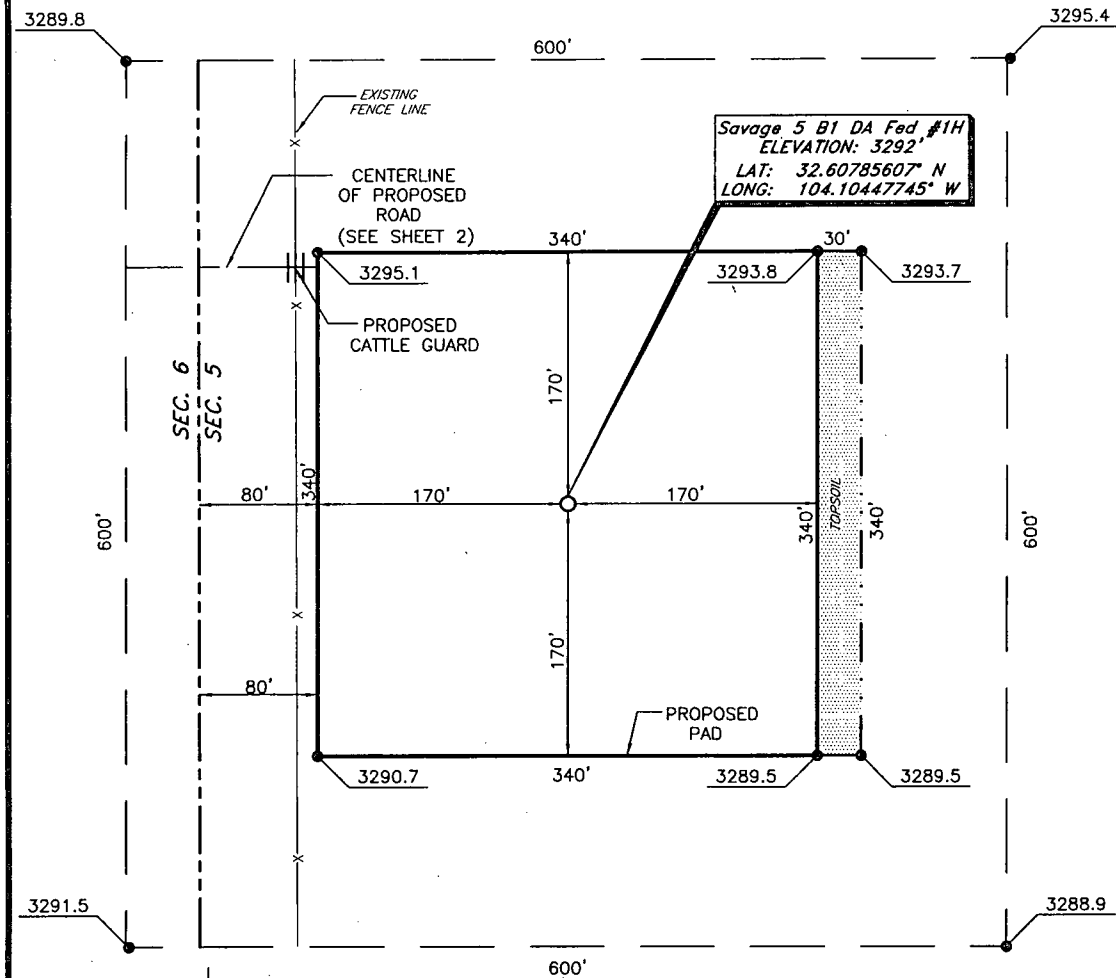 3289.8
3295.4
600'
EXISTING
FENCE LINE
Savage 5 B1 DA Fed #1H
ELEVATION: 3292'
LAT: 32.60785607° N
LONG: 104.10447745° W
CENTERLINE
OF PROPOSED
ROAD
(SEE SHEET 2)
340'
30'
3295.1
3293.8
3293.7
PROPOSED
CATTLE GUARD
SEC. 6
SEC. 5
170'
80'
340'
170'
170'
340'
TOPSOIL
340'
600'
600'
170'
80'
PROPOSED
PAD
3290.7
340'
3289.5
3289.5
3291.5
3288.9
600'